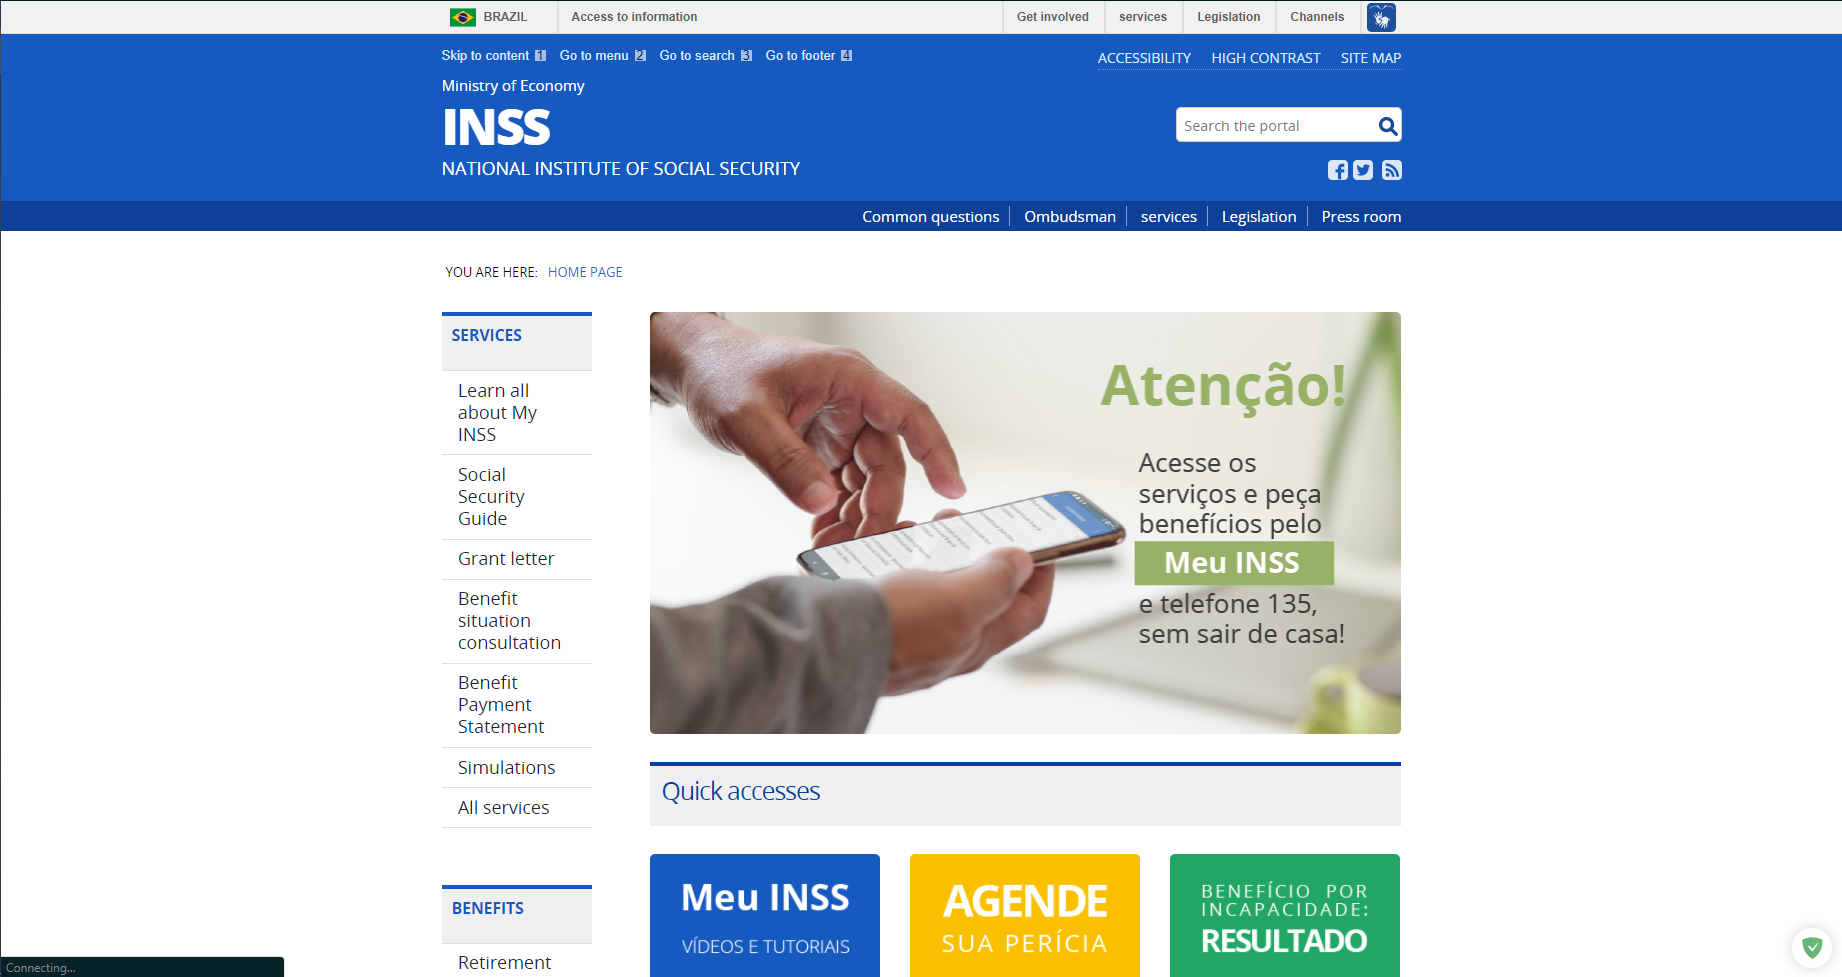 BRAZIL Access to information Get involved services Legislation Channels
Skip to content 1 Go to menu 2 Go to search 3 Go to footer 4 ACCESSIBILITY HIGH CONTRAST SITE MAP
Ministry of Economy
INSS
Search the portal
NATIONAL INSTITUTE OF SOCIAL SECURITY
Common questions Ombudsman services Legislation Press room
YOU ARE HERE: HOME PAGE
SERVICES
Learn all
about My
INSS
Social
Security
Guide
Grant letter
Benefit
situation
consultation
Benefit
Payment
Statement
Simulations
All services
BENEFITS
Retirement
Atenção!
Acesse os
serviços e peça
benefícios pelo
Meu INSS
e telefone 135,
sem sair de casa!
Quick accesses
Meu INSS
VÍDEOS E TUTORIAIS
AGENDE
SUA PERÍCIA
BENEFÍCIO POR
INCAPACIDADE:
RESULTADO
Connecting...